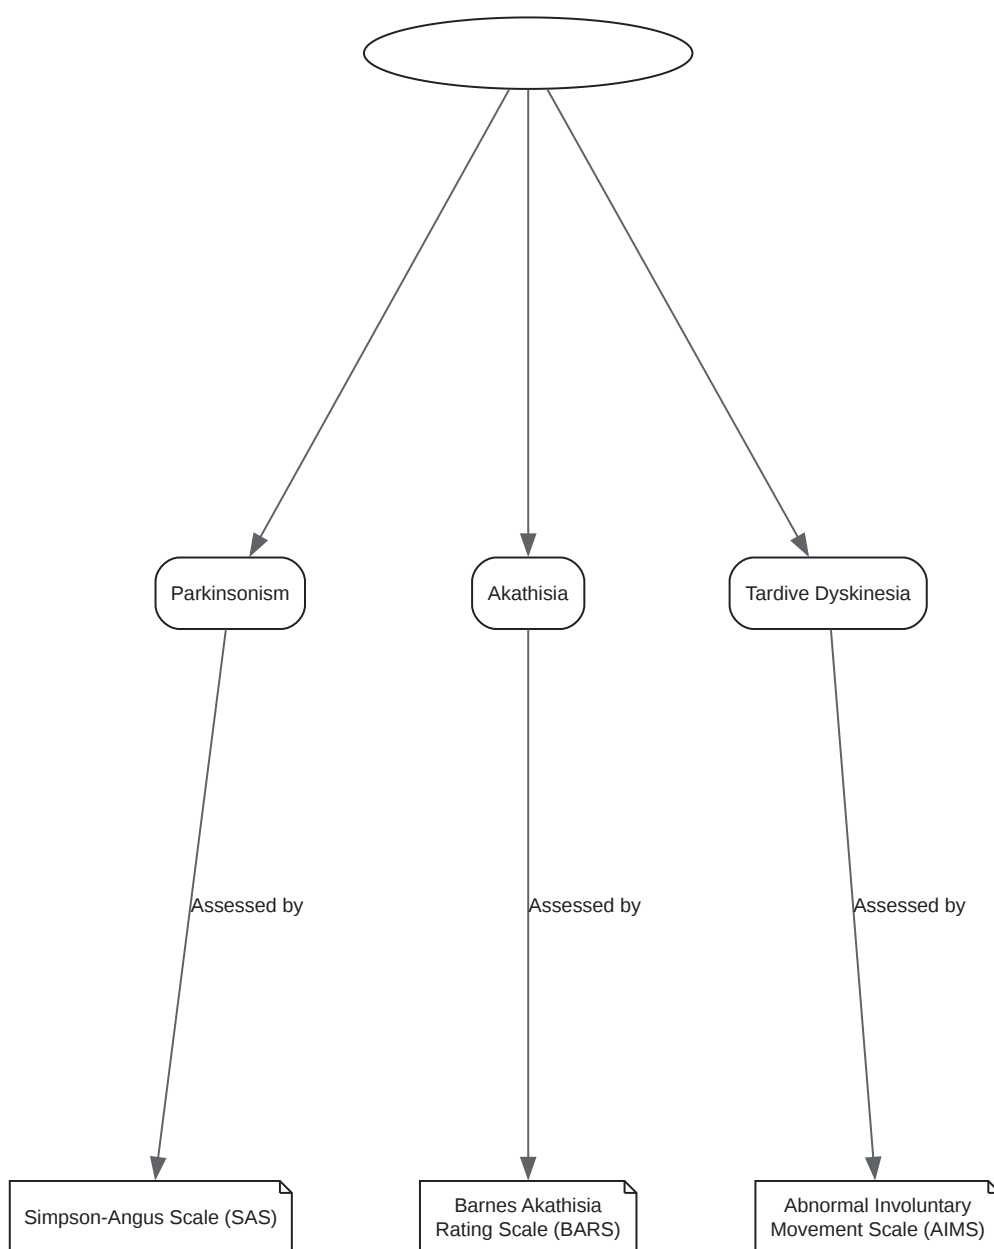 Parkinsonism
Akathisia
Tardive Dyskinesia
Assessed by
Assessed by
Assessed by
Simpson-Angus Scale (SAS)
Barnes Akathisia
Rating Scale (BARS)
Abnormal Involuntary
Movement Scale (AIMS)